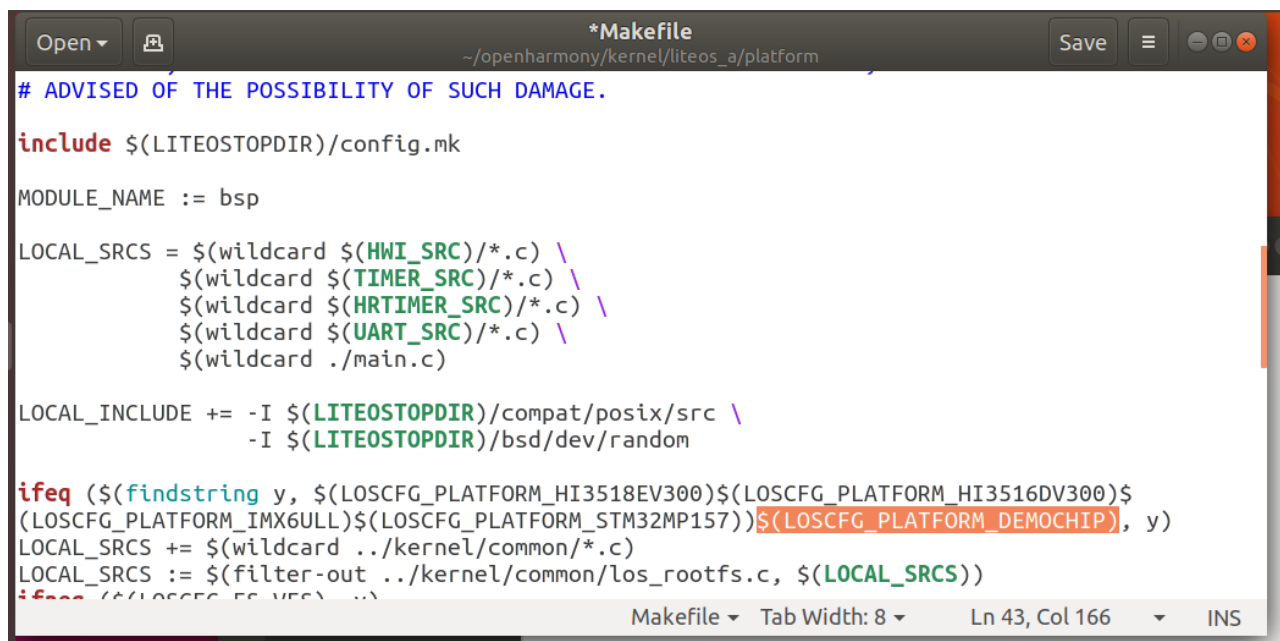 Open
*Makefile
~/openharmony/kernel/liteos_a/platform
Save
# ADVISED OF THE POSSIBILITY OF SUCH DAMAGE.
include $(LITEOSTOPDIR)/config.mk
MODULE_NAME := bsp
LOCAL_SRCS = $(wildcard $(HWI_SRC)/*.c) \
$(wildcard $(TIMER_SRC)/*.c) \
$(wildcard $(HRTIMER_SRC)/*.c) \
$(wildcard $(UART_SRC)/*.c) \
$(wildcard ./main.c)
LOCAL_INCLUDE += -I $(LITEOSTOPDIR)/compat/posix/src \
-I $(LITEOSTOPDIR)/bsd/dev/random
ifeq ($(findstring y, $(LOSCFG_PLATFORM_HI3518EV300)$(LOSCFG_PLATFORM_HI3516DV300)$
(LOSCFG_PLATFORM_IMX6ULL)$(LOSCFG_PLATFORM_STM32MP157))$(LOSCFG_PLATFORM_DEMOCHIP), y)
LOCAL_SRCS += $(wildcard ../kernel/common/*.c)
LOCAL_SRCS := $(filter-out ../kernel/common/los_rootfs.c, $(LOCAL_SRCS))
Makefile Tab Width: 8 Ln 43, Col 166 INS